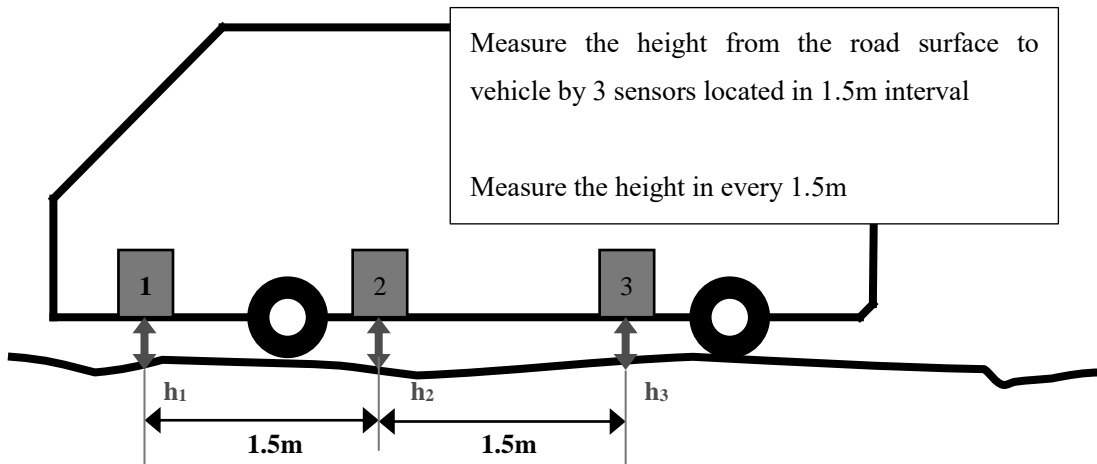 Measure the height from the road surface to
vehicle by 3 sensors located in 1.5m interval
Measure the height in every 1.5m
1
2
3
h₁
h₂
h₃
1.5m
1.5m